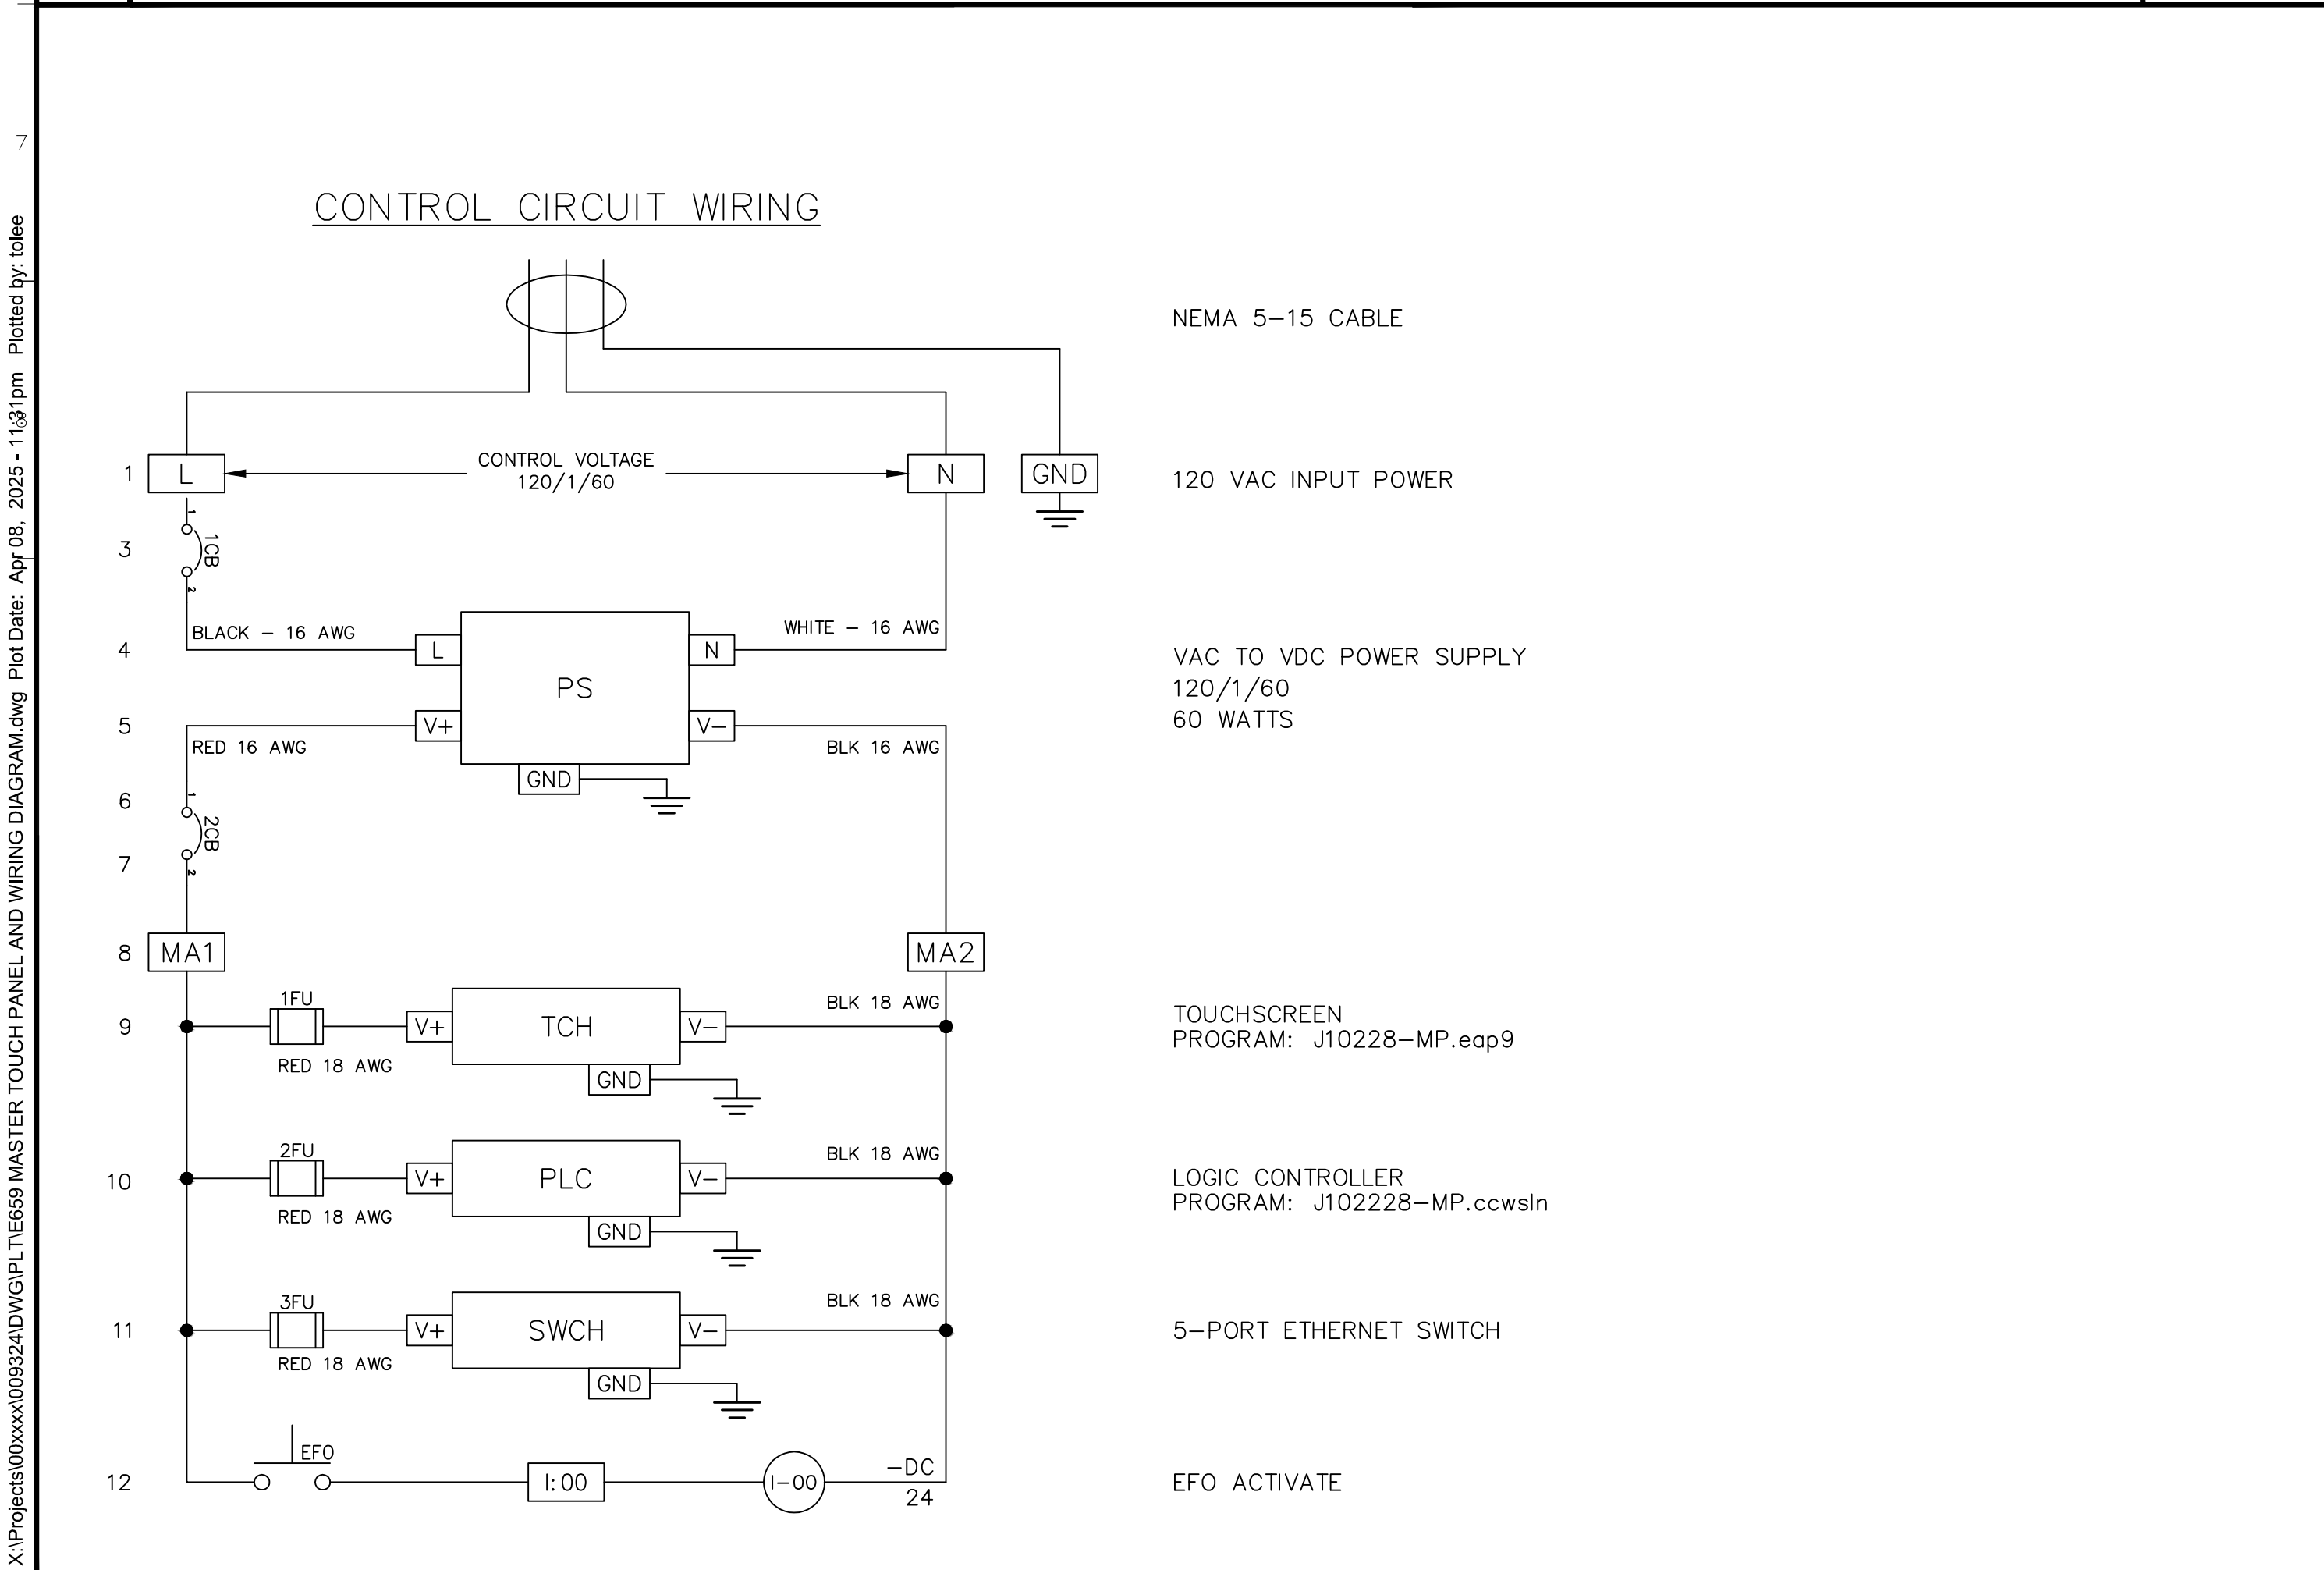 7
X:\Projects\00xxxx\009324\DWG\PLT\E659 MASTER TOUCH PANEL AND WIRING DIAGRAM.dwg Plot Date: Apr 08, 2025 - 11:31pm Plotted by: tolee
CONTROL CIRCUIT WIRING
NEMA 5-15 CABLE
1 L CONTROL VOLTAGE N GND 120 VAC INPUT POWER
120/1/60
1
3 1CB
2
BLACK - 16 AWG WHITE - 16 AWG
4 L N VAC TO VDC POWER SUPPLY
PS 120/1/60
5 V+ V- 60 WATTS
RED 16 AWG BLK 16 AWG
GND
6 1
2CB
7 2
8 MA1 MA2
1FU BLK 18 AWG TOUCHSCREEN
9 V+ TCH V- PROGRAM: J10228-MP.eap9
RED 18 AWG
GND
2FU BLK 18 AWG
10 V+ PLC V- LOGIC CONTROLLER
RED 18 AWG PROGRAM: J102228-MP.ccwsln
GND
3FU BLK 18 AWG
11 V+ SWCH V- 5-PORT ETHERNET SWITCH
RED 18 AWG
GND
EFO -DC
12 I:00 I-00 EFO ACTIVATE
24